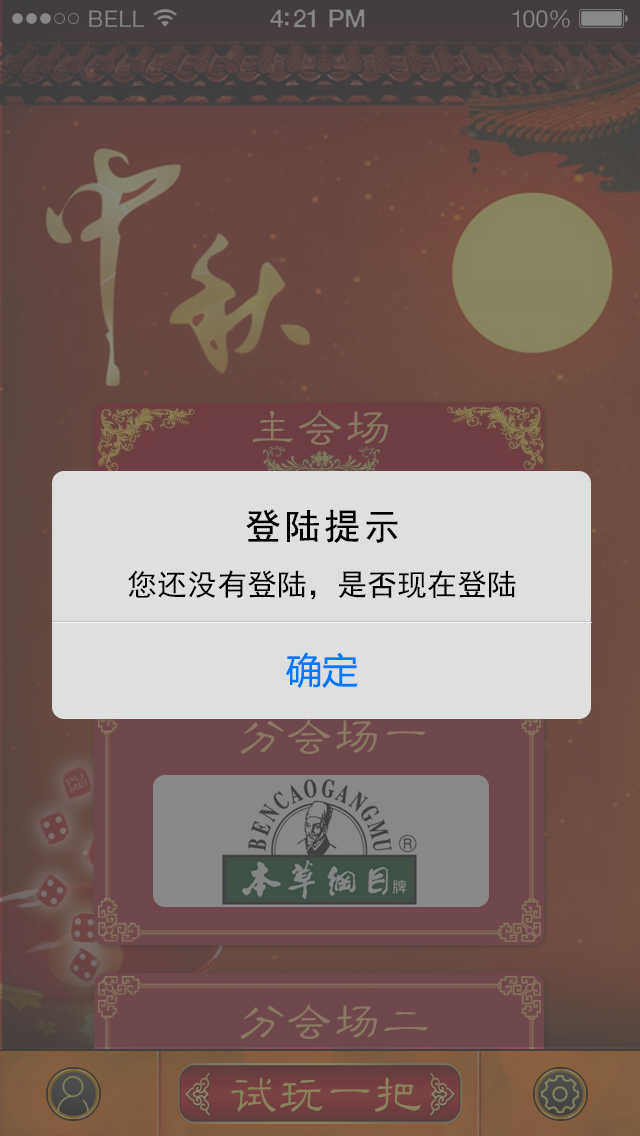 BELL 4:21 PM 100%
中秋
主会场
登陆提示
您还没有登陆，是否现在登陆
确定
分会场一
BENCAOGANGMU
®
本草纲目牌
分会场二
试玩一把